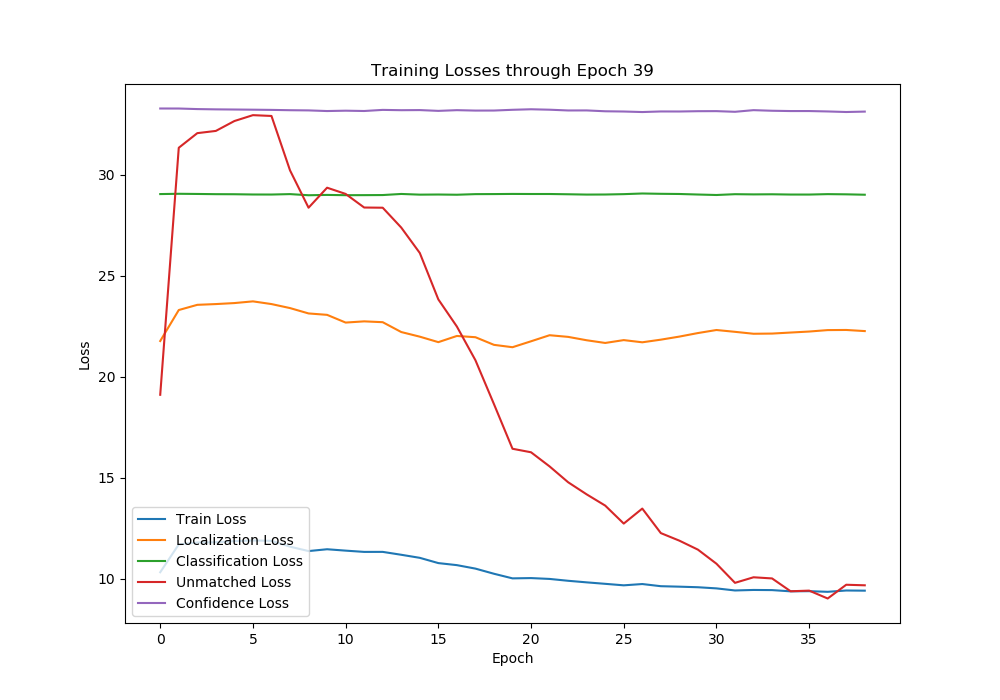 Training Losses through Epoch 39
Loss
30
25
20
15
10
Train Loss
Localization Loss
Classification Loss
Unmatched Loss
Confidence Loss
0 5 10 15 20 25 30 35
Epoch